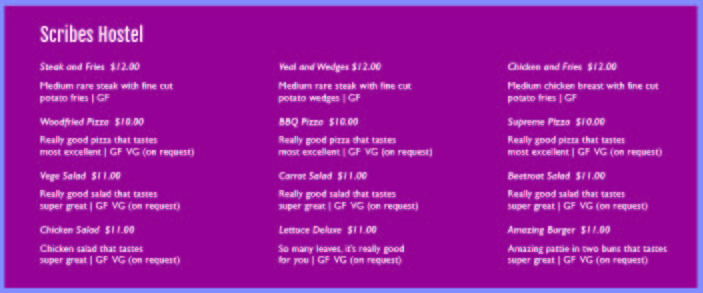 Scribes Hostel
Steak and Fries $12.00
Medium rare steak with fine cut
potato fries | GF
Woodfried Pizza $10.00
Really good pizza that tastes
most excellent | GF VG (on request)
Vege Salad $11.00
Really good salad that tastes
super great | GF VG (on request)
Chicken Salad $11.00
Chicken salad that tastes
super great | GF VG (on request)
Veal and Wedges $12.00
Medium rare steak with fine cut
potato wedges | GF
BBQ Pizza $10.00
Really good pizza that tastes
most excellent | GF VG (on request)
Carrot Salad $11.00
Really good salad that tastes
super great | GF VG (on request)
Lettuce Deluxe $11.00
So many leaves, it's really good
for you | GF VG (on request)
Chicken and Fries $12.00
Medium chicken breast with fine cut
potato fries | GF
Supreme Pizza $10.00
Really good pizza that tastes
most excellent | GF VG (on request)
Beetroot Salad $11.00
Really good salad that tastes
super great | GF VG (on request)
Amazing Burger $11.00
Amazing pattie in two buns that tastes
super great | GF VG (on request)